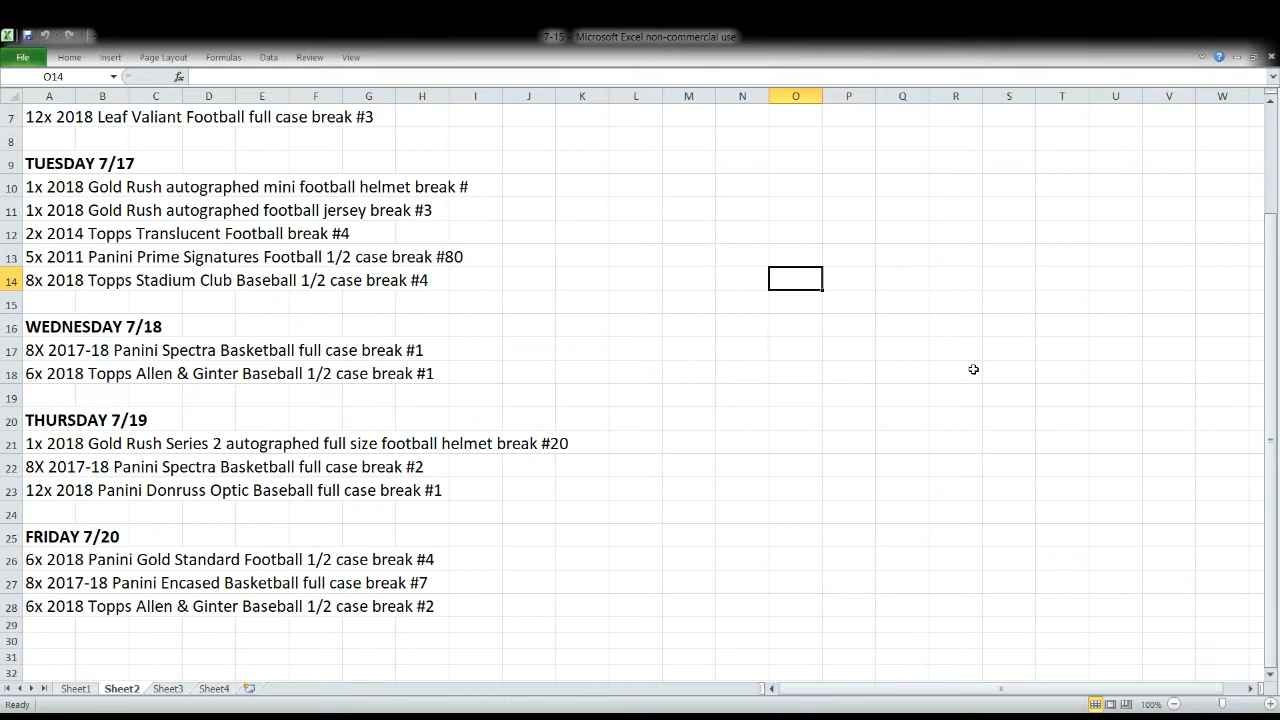 7-15 - Microsoft Excel non-commercial use
File Home Insert Page Layout Formulas Data Review View
O14 fx
A B C D E F G H I J K L M N O P Q R S T U V W
7 12x 2018 Leaf Valiant Football full case break #3
8
9 TUESDAY 7/17
10 1x 2018 Gold Rush autographed mini football helmet break #
11 1x 2018 Gold Rush autographed football jersey break #3
12 2x 2014 Topps Translucent Football break #4
13 5x 2011 Panini Prime Signatures Football 1/2 case break #80
14 8x 2018 Topps Stadium Club Baseball 1/2 case break #4
15
16 WEDNESDAY 7/18
17 8X 2017-18 Panini Spectra Basketball full case break #1
18 6x 2018 Topps Allen & Ginter Baseball 1/2 case break #1
19
20 THURSDAY 7/19
21 1x 2018 Gold Rush Series 2 autographed full size football helmet break #20
22 8X 2017-18 Panini Spectra Basketball full case break #2
23 12x 2018 Panini Donruss Optic Baseball full case break #1
24
25 FRIDAY 7/20
26 6x 2018 Panini Gold Standard Football 1/2 case break #4
27 8x 2017-18 Panini Encased Basketball full case break #7
28 6x 2018 Topps Allen & Ginter Baseball 1/2 case break #2
29
30
31
32
Sheet1 Sheet2 Sheet3 Sheet4
Ready 100%